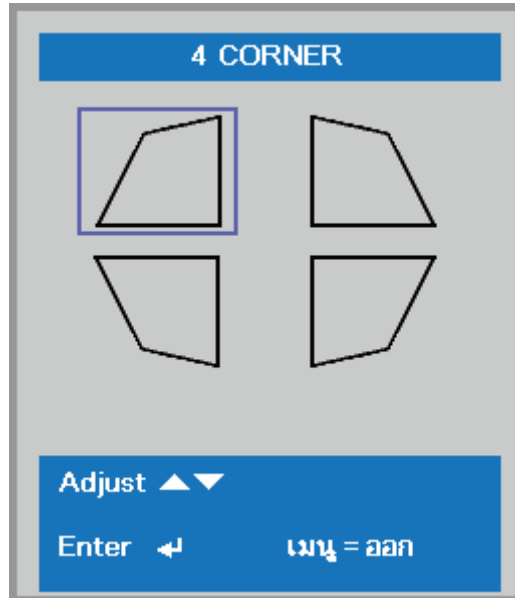 4 CORNER
Adjust ▲▼
Enter ↵ เมนู = ออก